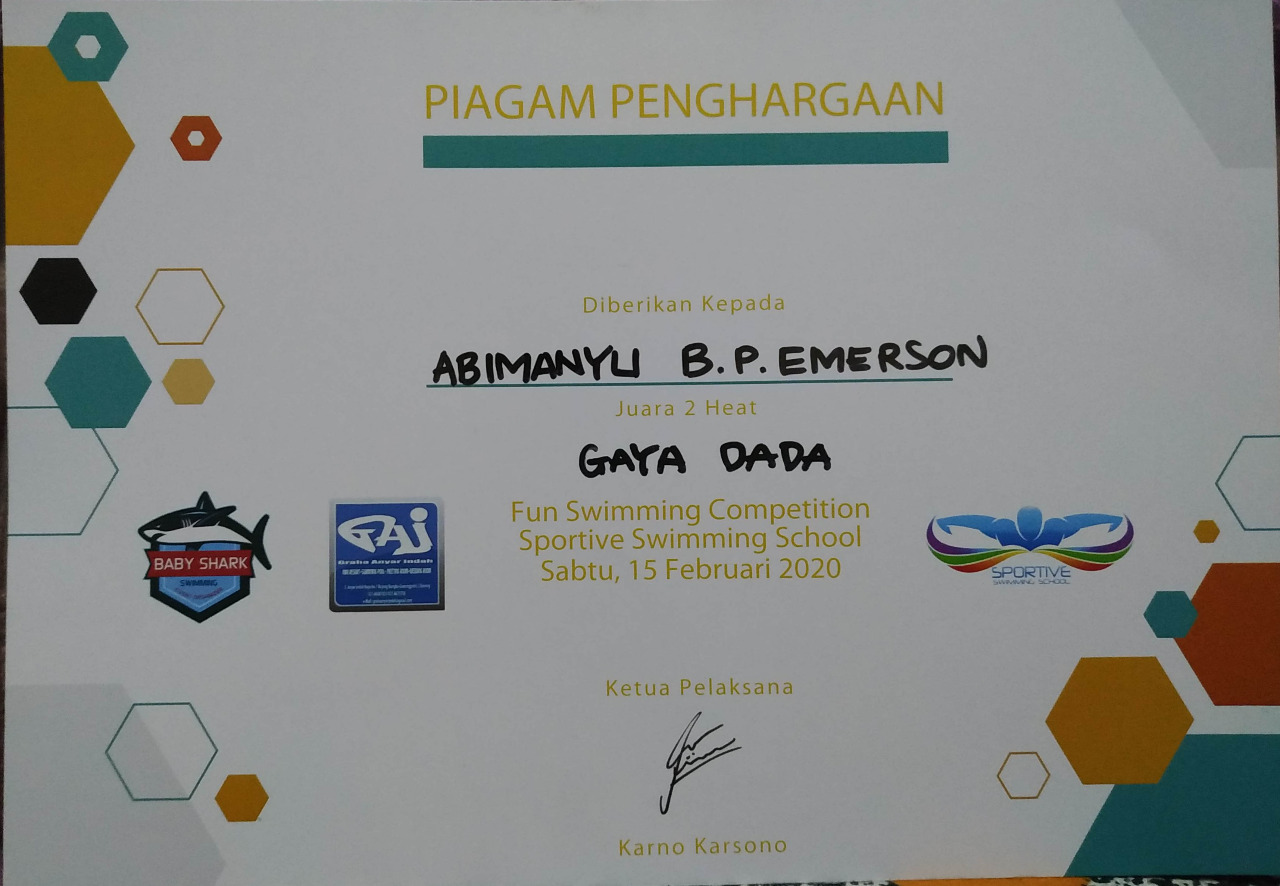 PIAGAM PENGHARGAAN
Diberikan Kepada
ABIMANYU B.P. EMERSON
Juara 2 Heat
GAYA DADA
Fun Swimming Competition
Sportive Swimming School
Sabtu, 15 Februari 2020
BABY SHARK
SWIMMING
GAJ
Graha Anyar Indah
SPORTIVE
SWIMMING SCHOOL
Ketua Pelaksana
Karno Karsono